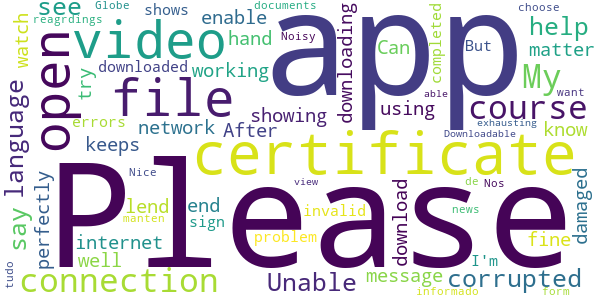 see reagrdings Globe shows documents enable video app choose
watch hand Noisy downloading Can completed But help
open try downloaded working My matter
language file showing using course
network After know want
errors exhausting able Downloadable
say perfectly keeps certificate damaged
Please
Nice lend end sign view invalid download de Nos fine
internet manten problem news I'm
tudo well connection Unable message corrupted
informado form